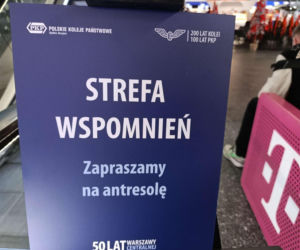 PKP POLSKIE KOLEJE PAŃSTWOWE
200 LAT KOLEI
100 LAT PKP
STREFA
WSPOMNIEŃ
Zapraszamy
na antresolę
50 LAT WARSZAWY
CENTRALNEJ
T